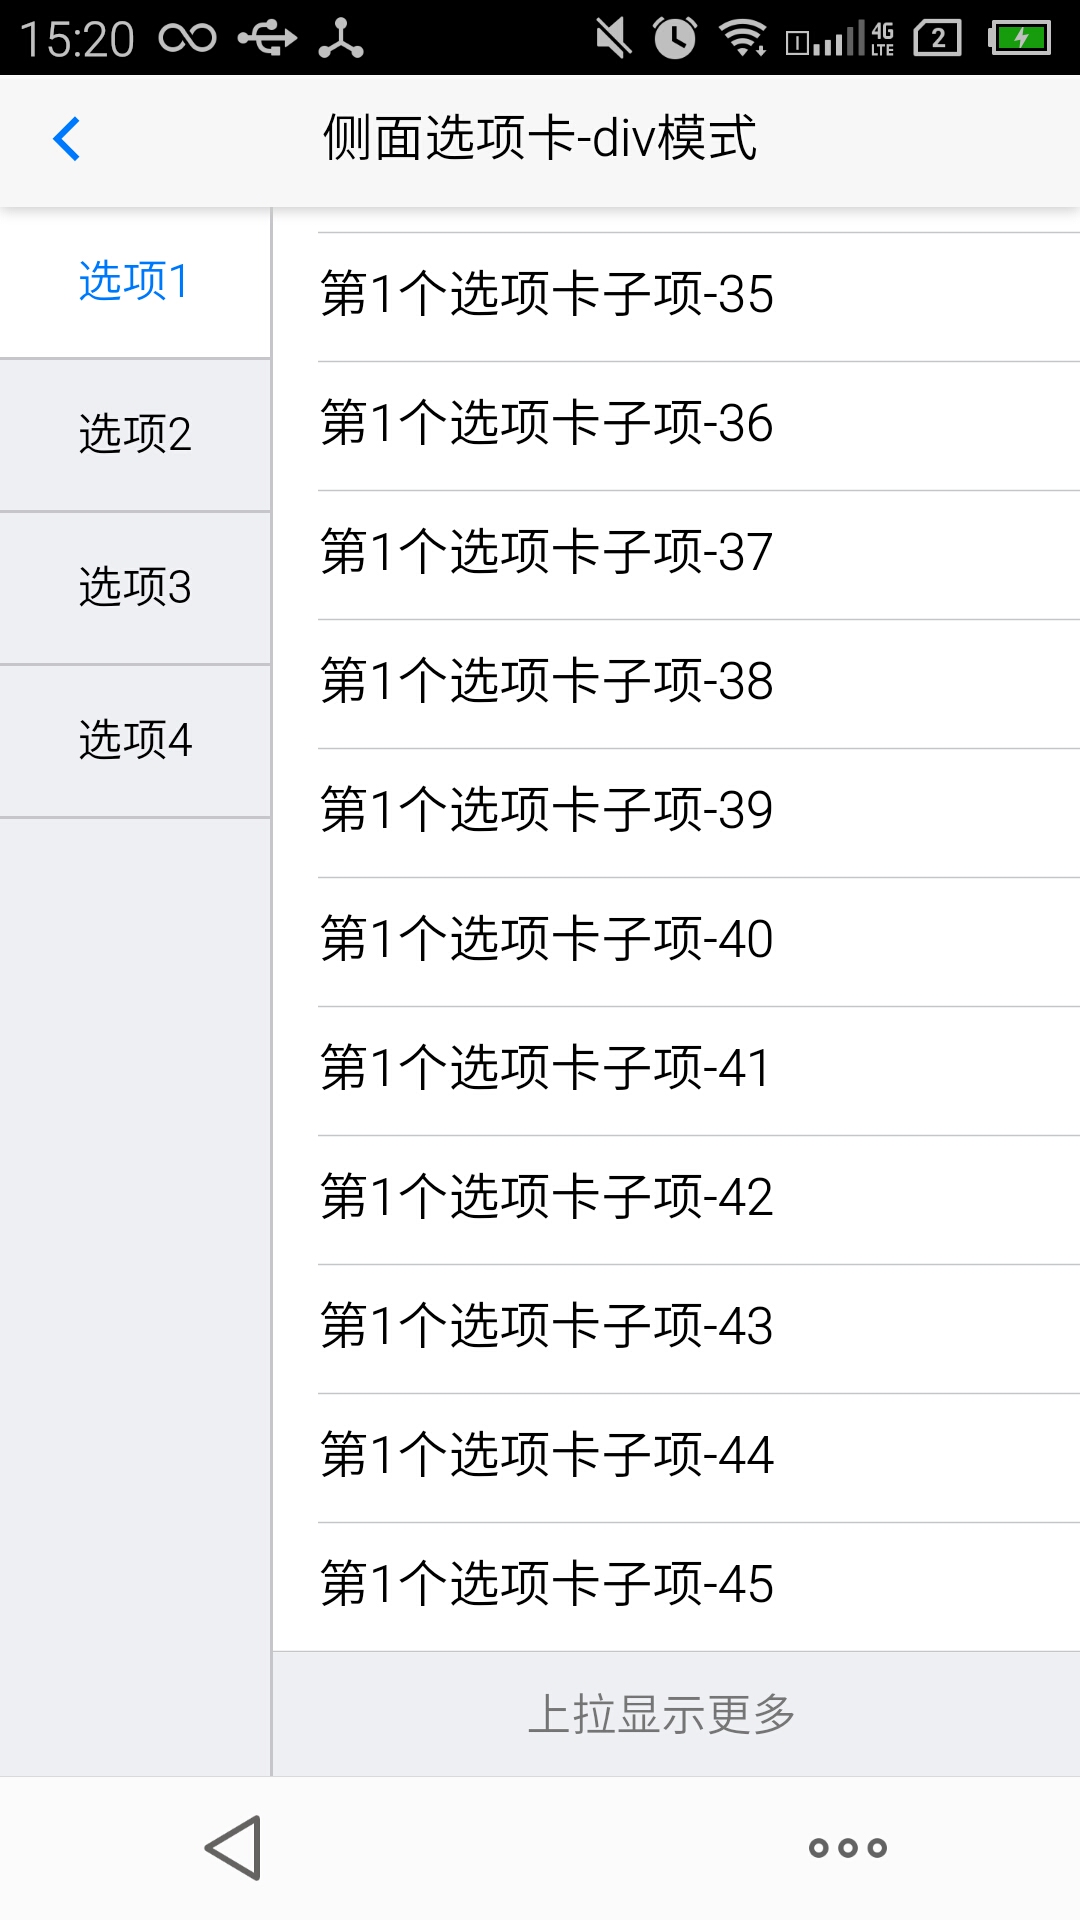 15:20 4G LTE 2
侧面选项卡-div模式
选项1
选项2
选项3
选项4
第1个选项卡子项-35
第1个选项卡子项-36
第1个选项卡子项-37
第1个选项卡子项-38
第1个选项卡子项-39
第1个选项卡子项-40
第1个选项卡子项-41
第1个选项卡子项-42
第1个选项卡子项-43
第1个选项卡子项-44
第1个选项卡子项-45
上拉显示更多